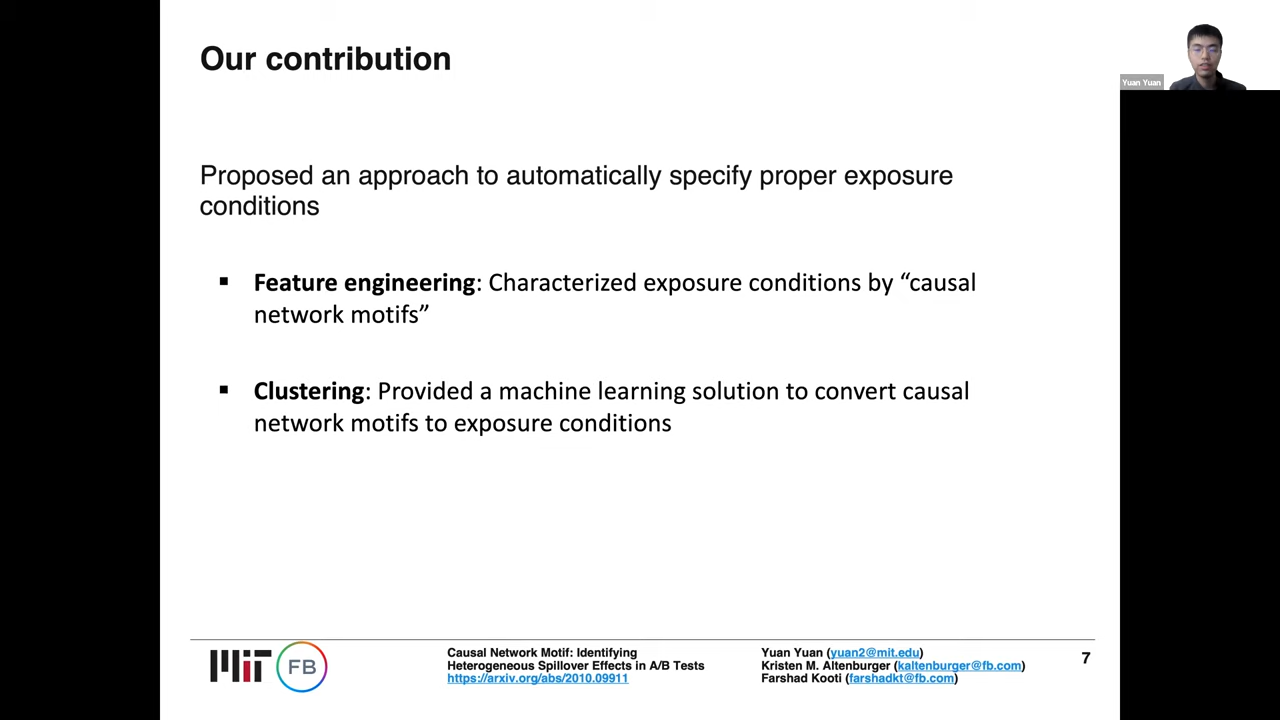 Our contribution
Yuan Yuan
Proposed an approach to automatically specify proper exposure
conditions
▪ Feature engineering: Characterized exposure conditions by “causal
network motifs”
▪ Clustering: Provided a machine learning solution to convert causal
network motifs to exposure conditions
MIT
FB
Causal Network Motif: Identifying
Heterogeneous Spillover Effects in A/B Tests
https://arxiv.org/abs/2010.09911
Yuan Yuan (yuan2@mit.edu)
Kristen M. Altenburger (kaltenburger@fb.com)
Farshad Kooti (farshadkt@fb.com)
7